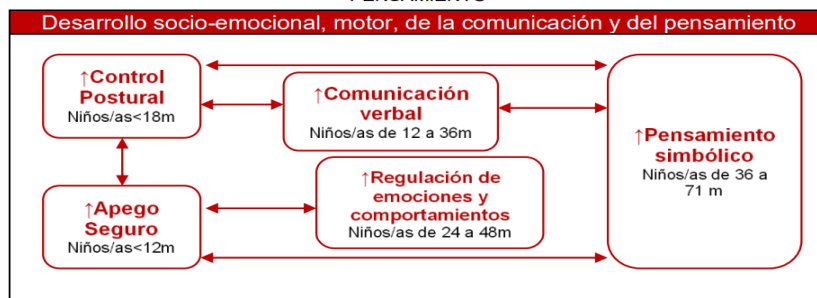 PENSAMIENTO
Desarrollo socio-emocional, motor, de la comunicación y del pensamiento
↑Control
Postural
Niños/as<18m
↑Comunicación
verbal
Niños/as de 12 a 36m
↑Pensamiento
simbólico
Niños/as de 36 a
71 m
↑Apego
Seguro
Niños/as<12m
↑Regulación de
emociones y
comportamientos
Niños/as de 24 a 48m